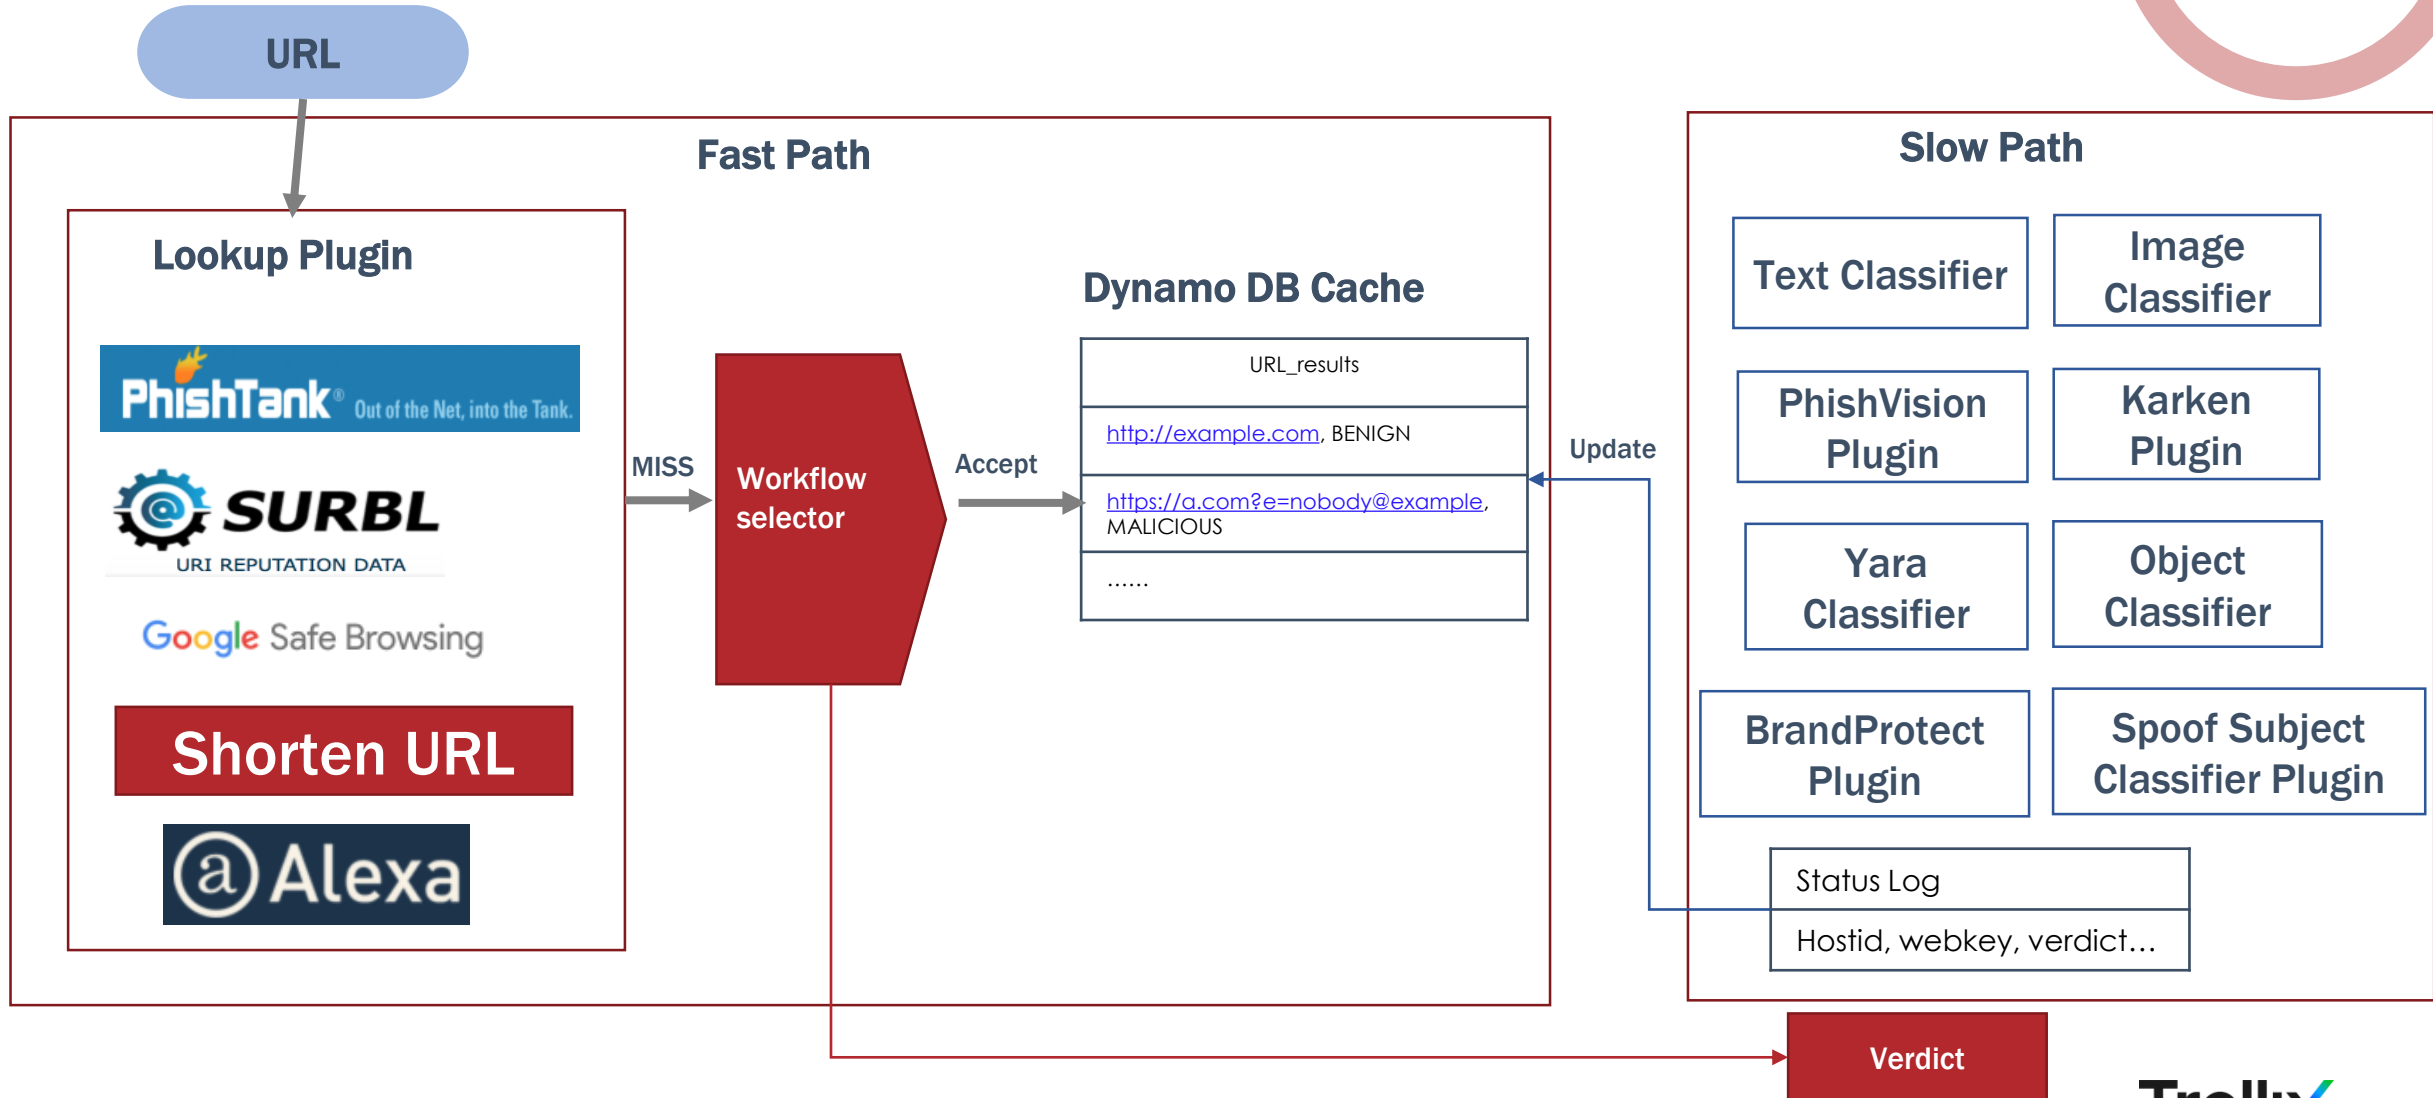 URL
Fast Path
Lookup Plugin
PhishTank® Out of the Net, into the Tank.
SURBL
URI REPUTATION DATA
Google Safe Browsing
Shorten URL
@Alexa
MISS
Workflow
selector
Accept
Dynamo DB Cache
URL_results
http://example.com, BENIGN
https://a.com?e=nobody@example,
MALICIOUS
......
Update
Slow Path
Text Classifier
Image
Classifier
PhishVision
Plugin
Karken
Plugin
Yara
Classifier
Object
Classifier
BrandProtect
Plugin
Spoof Subject
Classifier Plugin
Status Log
Hostid, webkey, verdict...
Verdict
Trellix